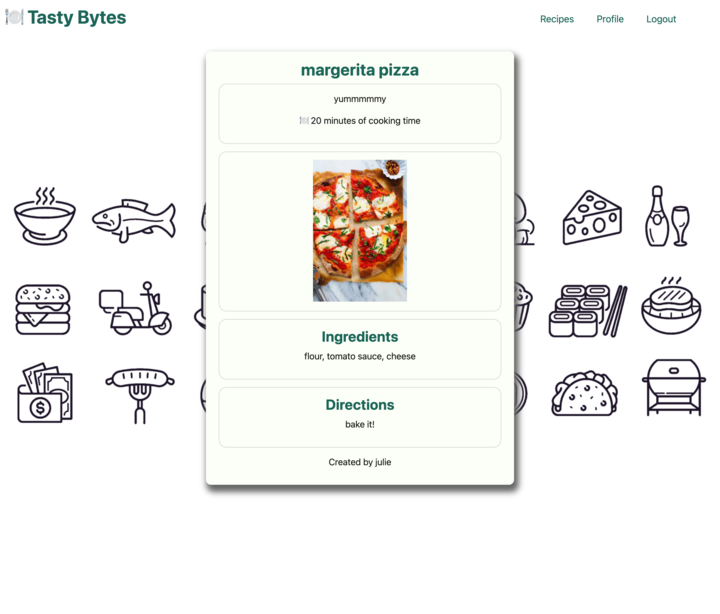 🍽️ Tasty Bytes
Recipes Profile Logout
margerita pizza
yummmmmy
🍽️ 20 minutes of cooking time
Ingredients
flour, tomato sauce, cheese
Directions
bake it!
Created by julie
$